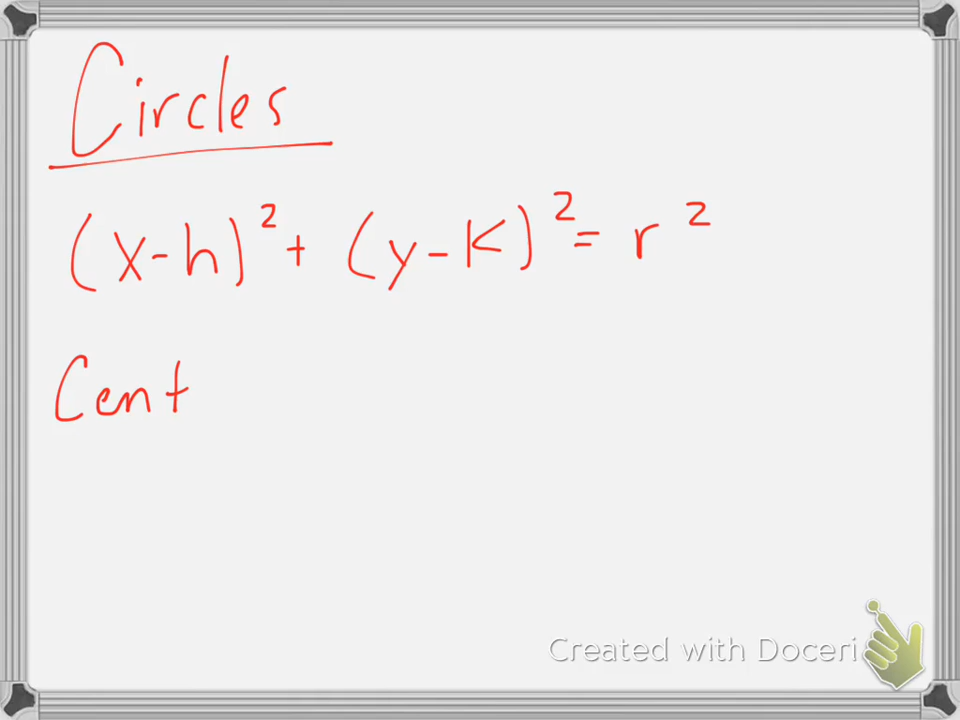 Circles
(x-h)² + (y-k)² = r²
Cent
Created with Doceri